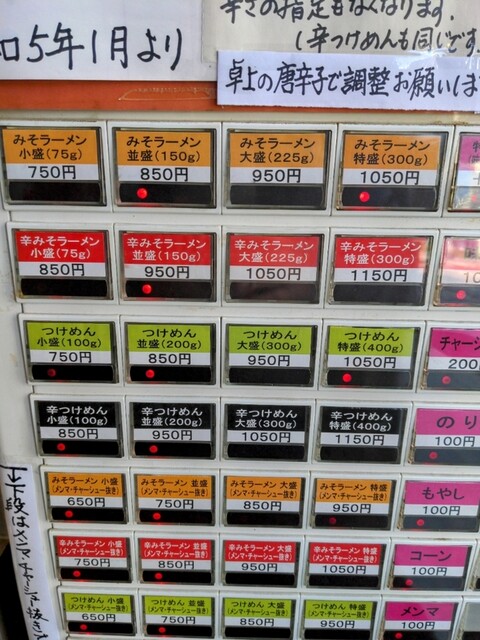 和5年1月より
辛さの指定もなくなります.
(辛つけめんも同じです
卓上の唐辛子で調整お願いしま
みそラーメン
小盛(75g)
750円
みそラーメン
並盛(150g)
850円
みそラーメン
大盛(225g)
950円
みそラーメン
特盛(300g)
1050円
辛みそラーメン
小盛(75g)
850円
辛みそラーメン
並盛(150g)
950円
辛みそラーメン
大盛(225g)
1050円
辛みそラーメン
特盛(300g)
1150円
つけめん
小盛(100g)
750円
つけめん
並盛(200g)
850円
つけめん
大盛(300g)
950円
つけめん
特盛(400g)
1050円
チャーシ
200
辛つけめん
小盛(100g)
850円
辛つけめん
並盛(200g)
950円
辛つけめん
大盛(300g)
1050円
辛つけめん
特盛(400g)
1150円
のり
100円
みそラーメン 小盛
(メンマ・チャーシュー抜き)
650円
みそラーメン 並盛
(メンマ・チャーシュー抜き)
750円
みそラーメン 大盛
(メンマ・チャーシュー抜き)
850円
みそラーメン 特盛
(メンマ・チャーシュー抜き)
950円
もやし
100円
辛みそラーメン 小盛
(メンマ・チャーシュー抜き)
750円
辛みそラーメン 並盛
(メンマ・チャーシュー抜き)
850円
辛みそラーメン 大盛
(メンマ・チャーシュー抜き)
950円
辛みそラーメン 特盛
(メンマ・チャーシュー抜き)
1050円
コーン
100円
つけめん 小盛
(メンマ・チャーシュー抜き)
650円
つけめん 並盛
(メンマ・チャーシュー抜き)
750円
つけめん 大盛
(メンマ・チャーシュー抜き)
850円
つけめん 特盛
(メンマ・チャーシュー抜き)
950円
メンマ
100円
下段はメンマ・チャーシュー抜き